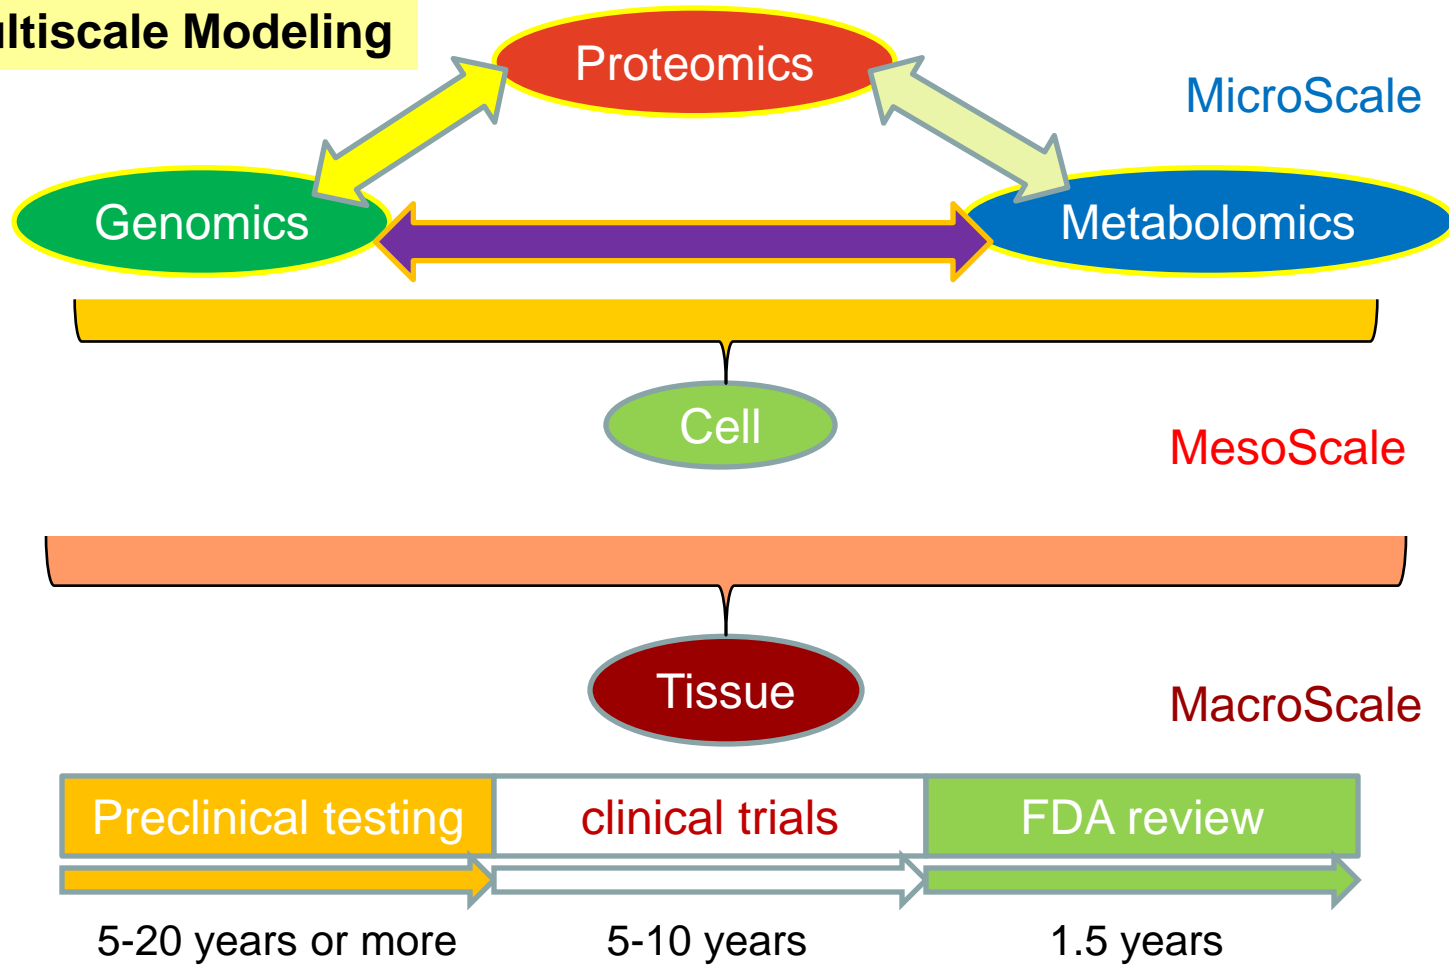 ultiscale Modeling
Proteomics
MicroScale
Genomics
Metabolomics
Cell
MesoScale
Tissue
MacroScale
Preclinical testing
clinical trials
FDA review
5-20 years or more
5-10 years
1.5 years